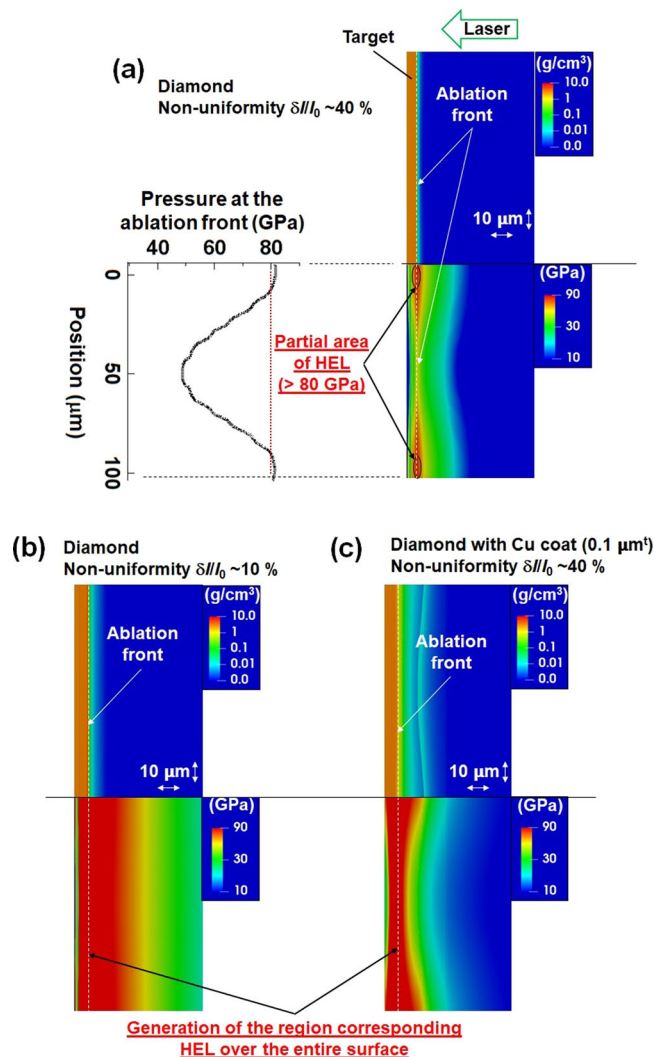 Laser
Target
(a)
Diamond
Non-uniformity δI/I0 ~40 %
(g/cm3)
10.0
1
0.1
0.01
0.0
Ablation
front
10 μm
Pressure at the
ablation front (GPa)
40
60
80
0
50
100
Position (μm)
Partial area
of HEL
(> 80 GPa)
(GPa)
90
30
10
(b)
Diamond
Non-uniformity δI/I0 ~10 %
(g/cm3)
10.0
1
0.1
0.01
0.0
Ablation
front
10 μm
(GPa)
90
30
10
(c)
Diamond with Cu coat (0.1 μmt)
Non-uniformity δI/I0 ~40 %
(g/cm3)
10.0
1
0.1
0.01
0.0
Ablation
front
10 μm
(GPa)
90
30
10
Generation of the region corresponding
HEL over the entire surface